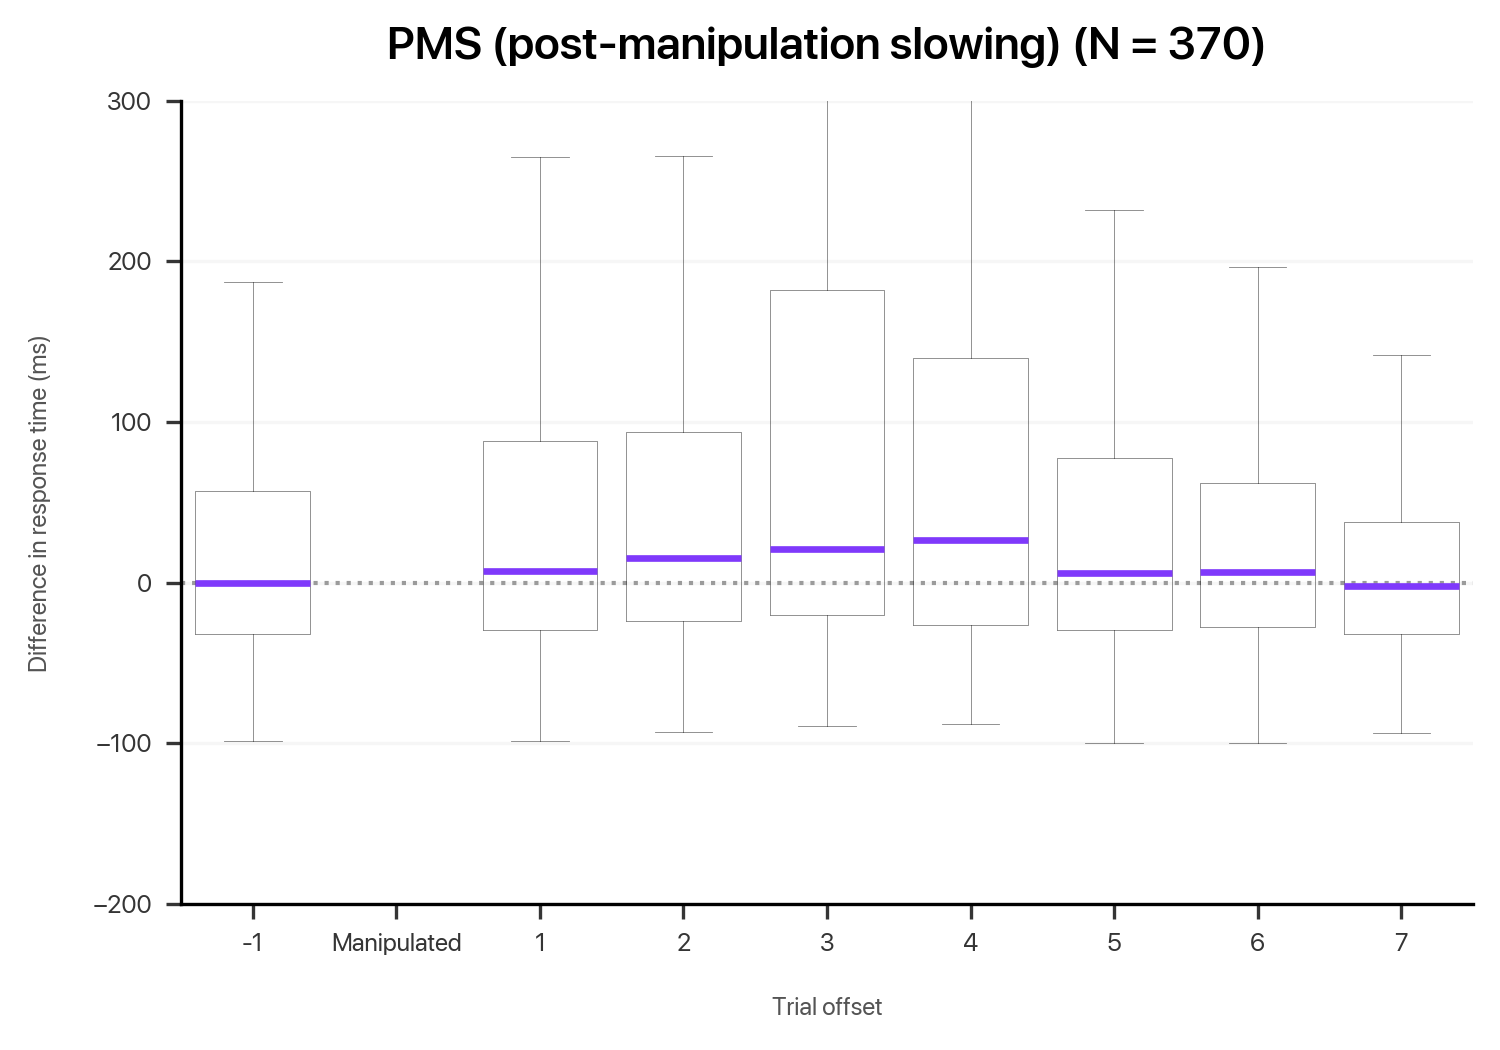 PMS (post-manipulation slowing) (N = 370)
300
200
100
0
−100
−200
Difference in response time (ms)
-1 Manipulated 1 2 3 4 5 6 7
Trial offset